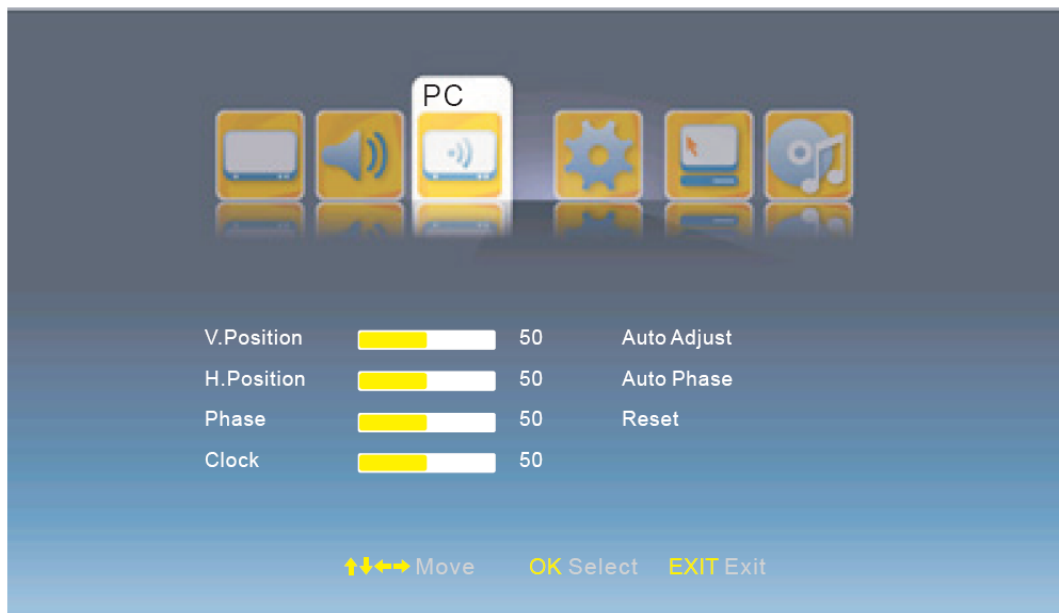 PC
V.Position 50 Auto Adjust
H.Position 50 Auto Phase
Phase 50 Reset
Clock 50
Move OK Select EXIT Exit